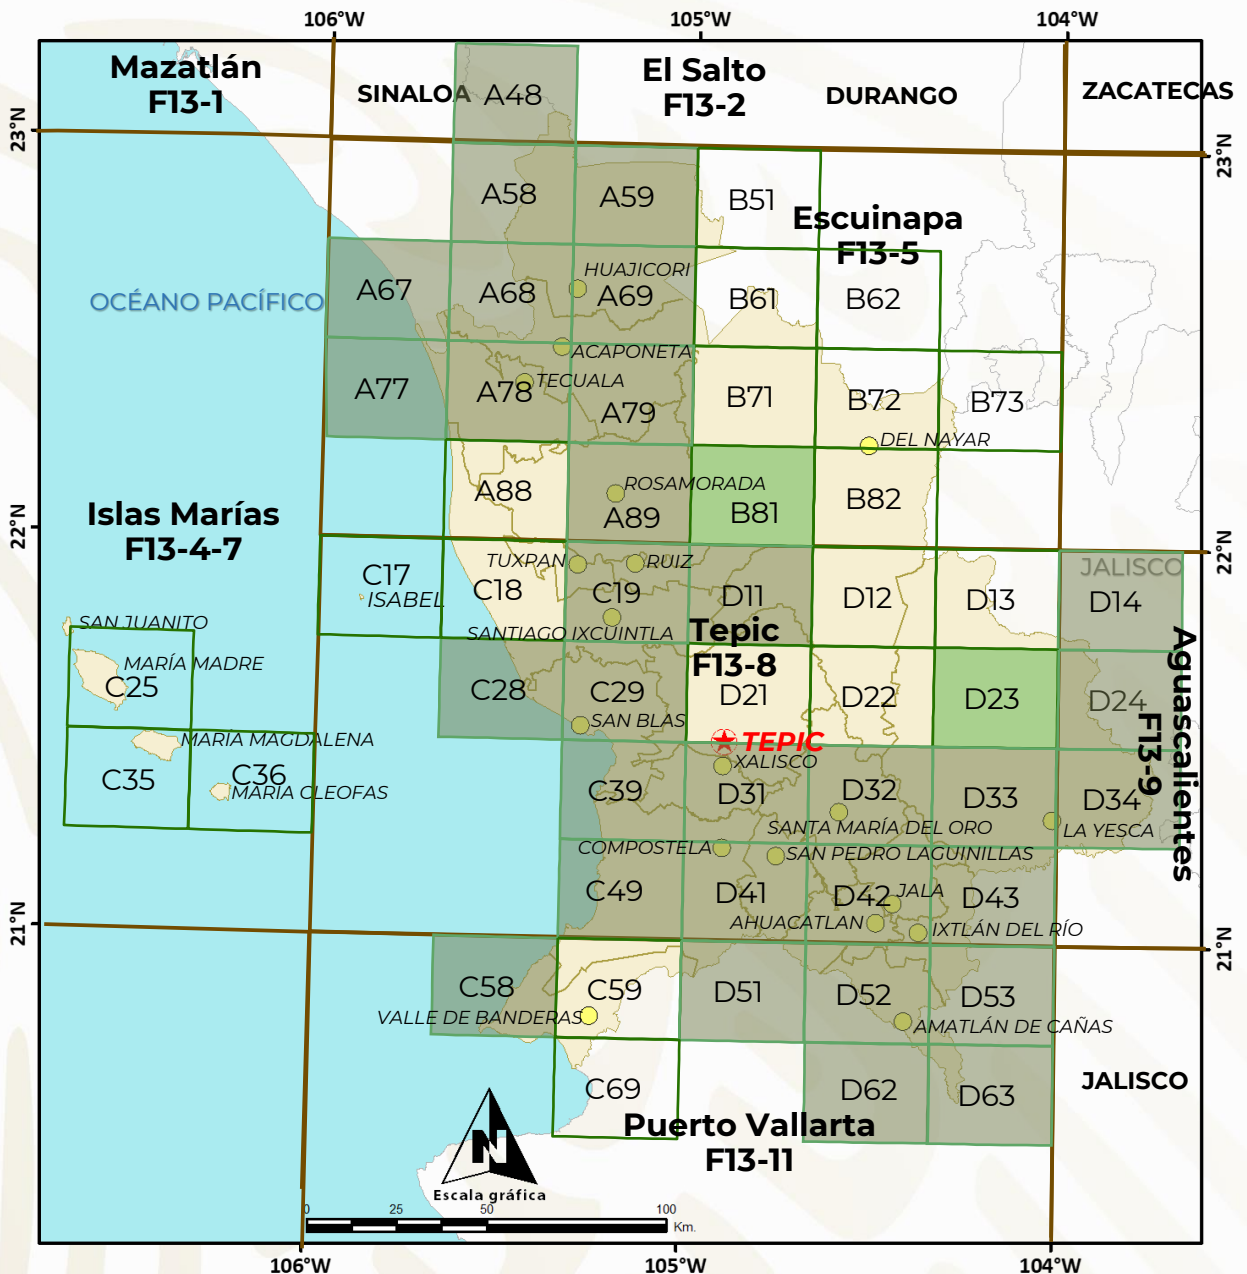 106°W
105°W
104°W
Mazatlán
F13-1
SINALOA
A48
El Salto
F13-2
DURANGO
ZACATECAS
23°N
23°N
A58
A59
B51
Escuinapa
F13-5
OCÉANO PACÍFICO
A67
A68
HUAJICORI
A69
B61
B62
ACAPONETA
A77
A78
TECUALA
A79
B71
B72
B73
DEL NAYAR
A88
ROSAMORADA
A89
B81
B82
Islas Marías
F13-4-7
22°N
22°N
TUXPAN
RUIZ
JALISCO
C17
ISABEL
C18
C19
D11
D12
D13
D14
SAN JUANITO
SANTIAGO IXCUINTLA
Tepic
F13-8
MARÍA MADRE
C25
C28
C29
D21
D22
D23
D24
SAN BLAS
Aguascalientes
F13-9
MARÍA MAGDALENA
TEPIC
XALISCO
C35
C36
MARÍA CLEOFAS
C39
D31
D32
D33
D34
SANTA MARÍA DEL ORO
LA YESCA
COMPOSTELA
SAN PEDRO LAGUINILLAS
C49
D41
D42
JALA
D43
AHUACATLAN
IXTLÁN DEL RÍO
21°N
21°N
C58
C59
D51
D52
D53
VALLE DE BANDERAS
AMATLÁN DE CAÑAS
C69
D62
D63
JALISCO
Puerto Vallarta
F13-11
N
Escala gráfica
0 25 50 100
Km.
106°W
105°W
104°W